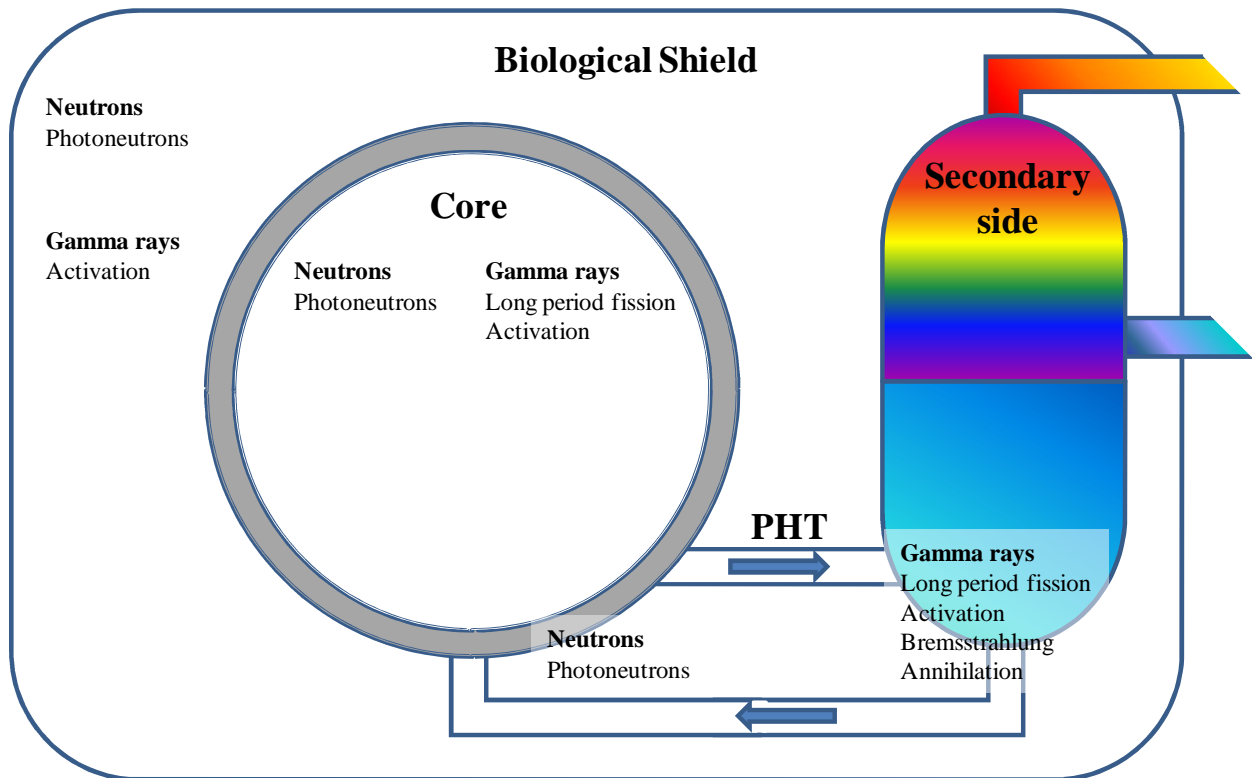 Biological Shield
Neutrons
Photoneutrons
Gamma rays
Activation
Core
Neutrons
Photoneutrons
Gamma rays
Long period fission
Activation
Secondary
side
PHT
Neutrons
Photoneutrons
Gamma rays
Long period fission
Activation
Bremsstrahlung
Annihilation